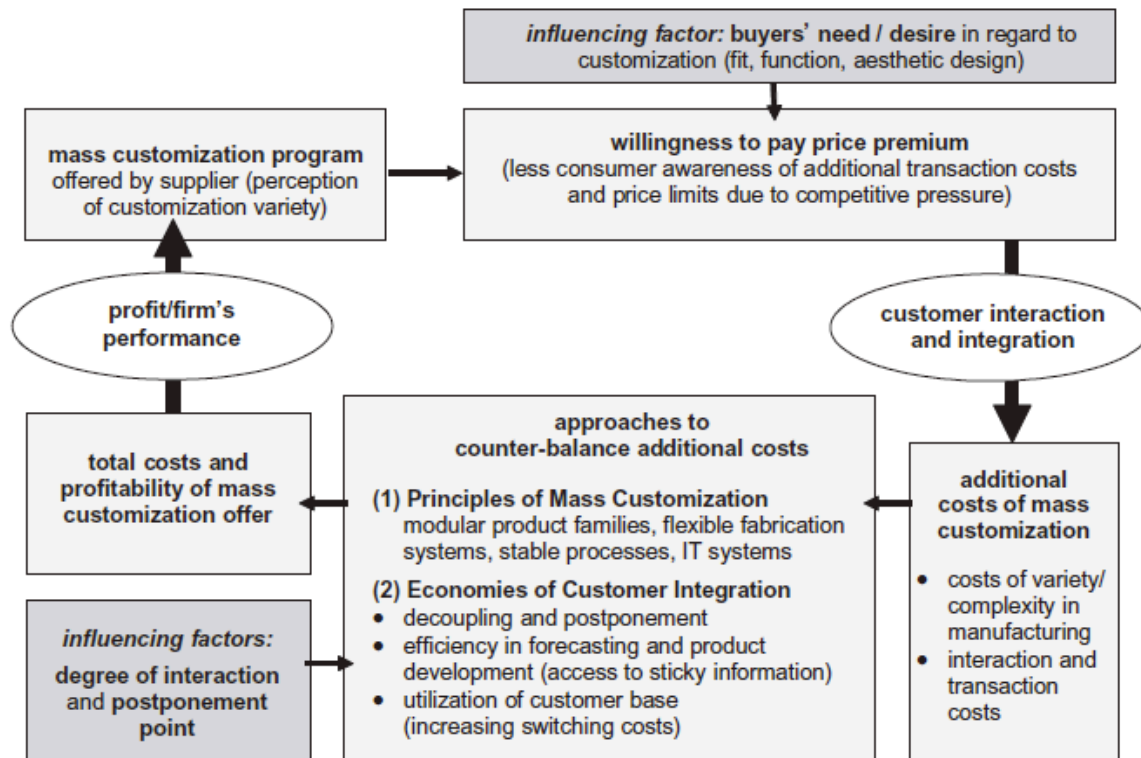 influencing factor: buyers' need / desire in regard to
customization (fit, function, aesthetic design)
mass customization program
offered by supplier (perception
of customization variety)
willingness to pay price premium
(less consumer awareness of additional transaction costs
and price limits due to competitive pressure)
profit/firm's
performance
customer interaction
and integration
total costs and
profitability of mass
customization offer
approaches to
counter-balance additional costs
(1) Principles of Mass Customization
modular product families, flexible fabrication
systems, stable processes, IT systems
(2) Economies of Customer Integration
• decoupling and postponement
• efficiency in forecasting and product
development (access to sticky information)
• utilization of customer base
(increasing switching costs)
additional
costs of mass
customization
• costs of variety/
complexity in
manufacturing
• interaction and
transaction
costs
influencing factors:
degree of interaction
and postponement
point